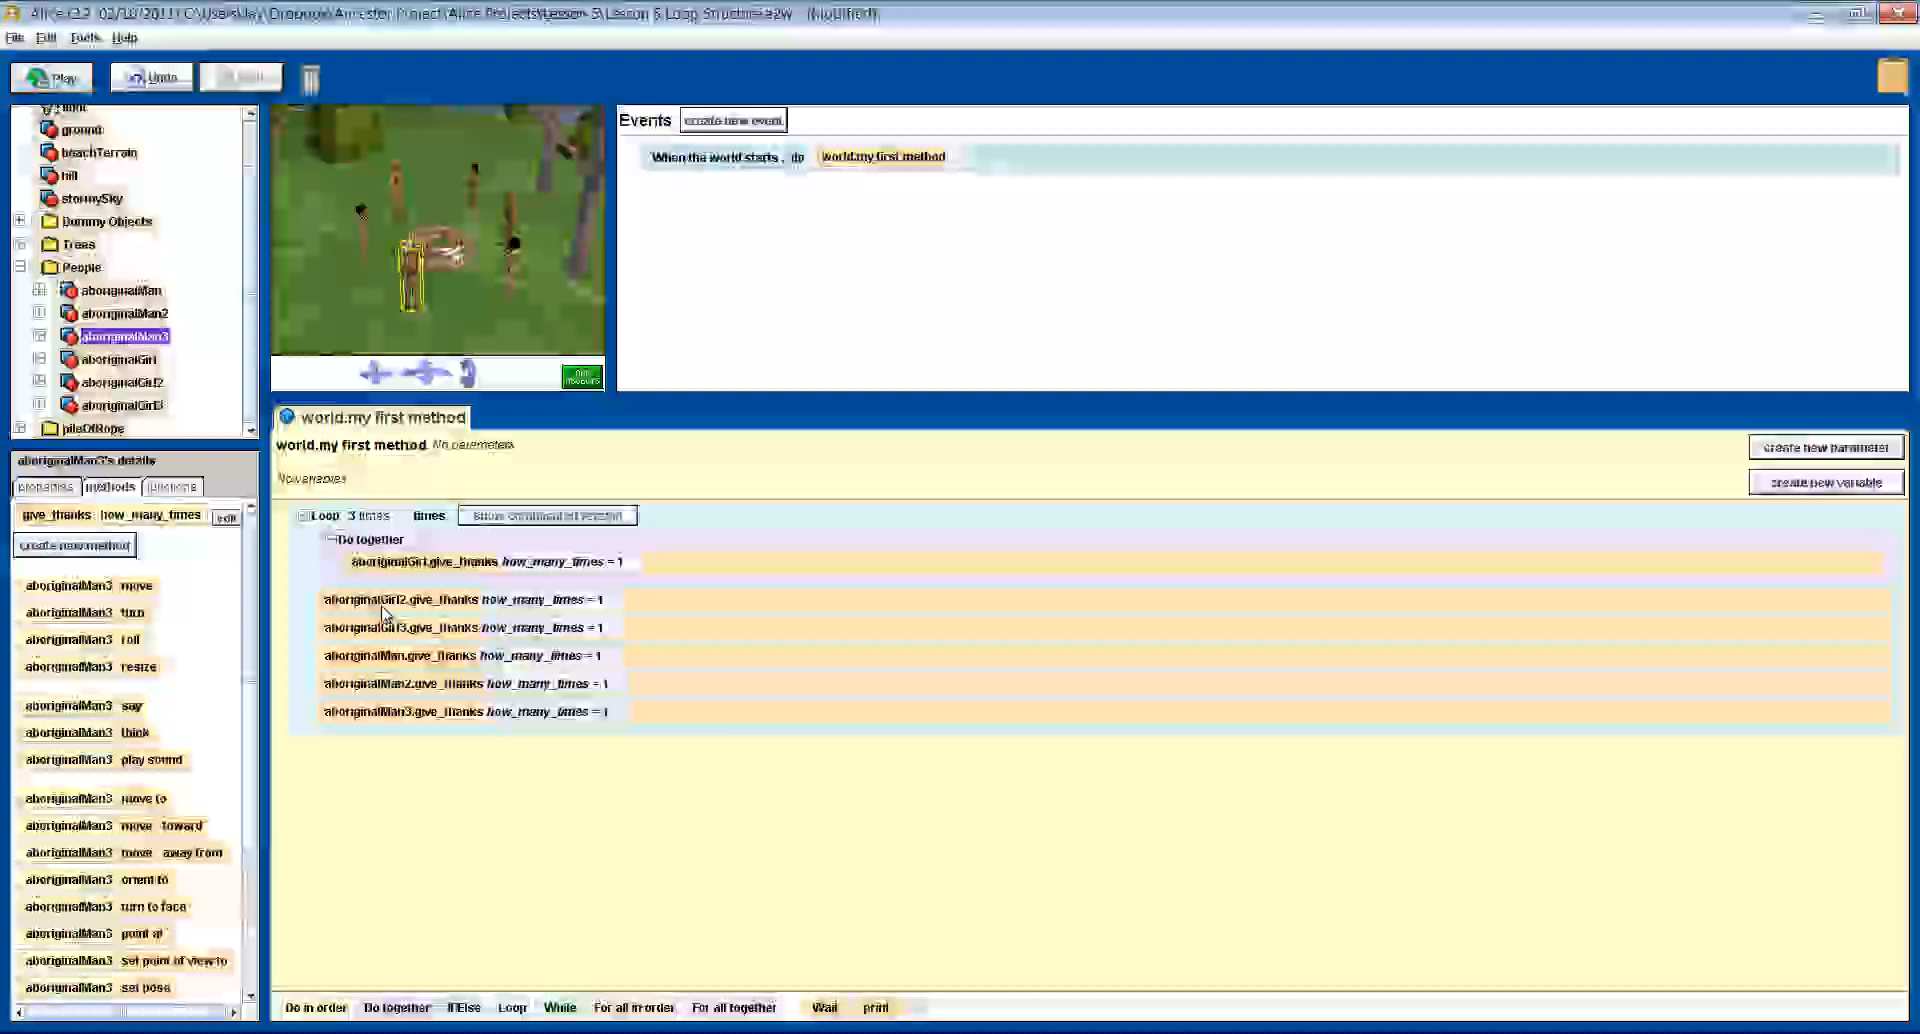 File Edit Tools Help
Play Undo
ground
beachTerrain
hill
stormySky
Dummy Objects
Trees
People
aboriginalMan
aboriginalMan2
aboriginalMan3
aboriginalGirl
aboriginalGirl2
aboriginalGirl3
pileOfRope
Events create new event
When the world starts, do world.my first method
aboriginalMan3's details
properties methods functions
give_thanks how_many_times edit
create new method
aboriginalMan3 move
aboriginalMan3 turn
aboriginalMan3 roll
aboriginalMan3 resize
aboriginalMan3 say
aboriginalMan3 think
aboriginalMan3 play sound
aboriginalMan3 move to
aboriginalMan3 move toward
aboriginalMan3 move away from
aboriginalMan3 orient to
aboriginalMan3 turn to face
aboriginalMan3 point at
aboriginalMan3 set point of view to
aboriginalMan3 set pose
world.my first method
world.my first method No parameters
create new parameter
No variables
create new variable
Loop 3 times times show complicated version
Do together
aboriginalGirl.give_thanks how_many_times = 1
aboriginalGirl2.give_thanks how_many_times = 1
aboriginalGirl3.give_thanks how_many_times = 1
aboriginalMan.give_thanks how_many_times = 1
aboriginalMan2.give_thanks how_many_times = 1
aboriginalMan3.give_thanks how_many_times = 1
Do in order Do together If/Else Loop While For all in order For all together Wait print